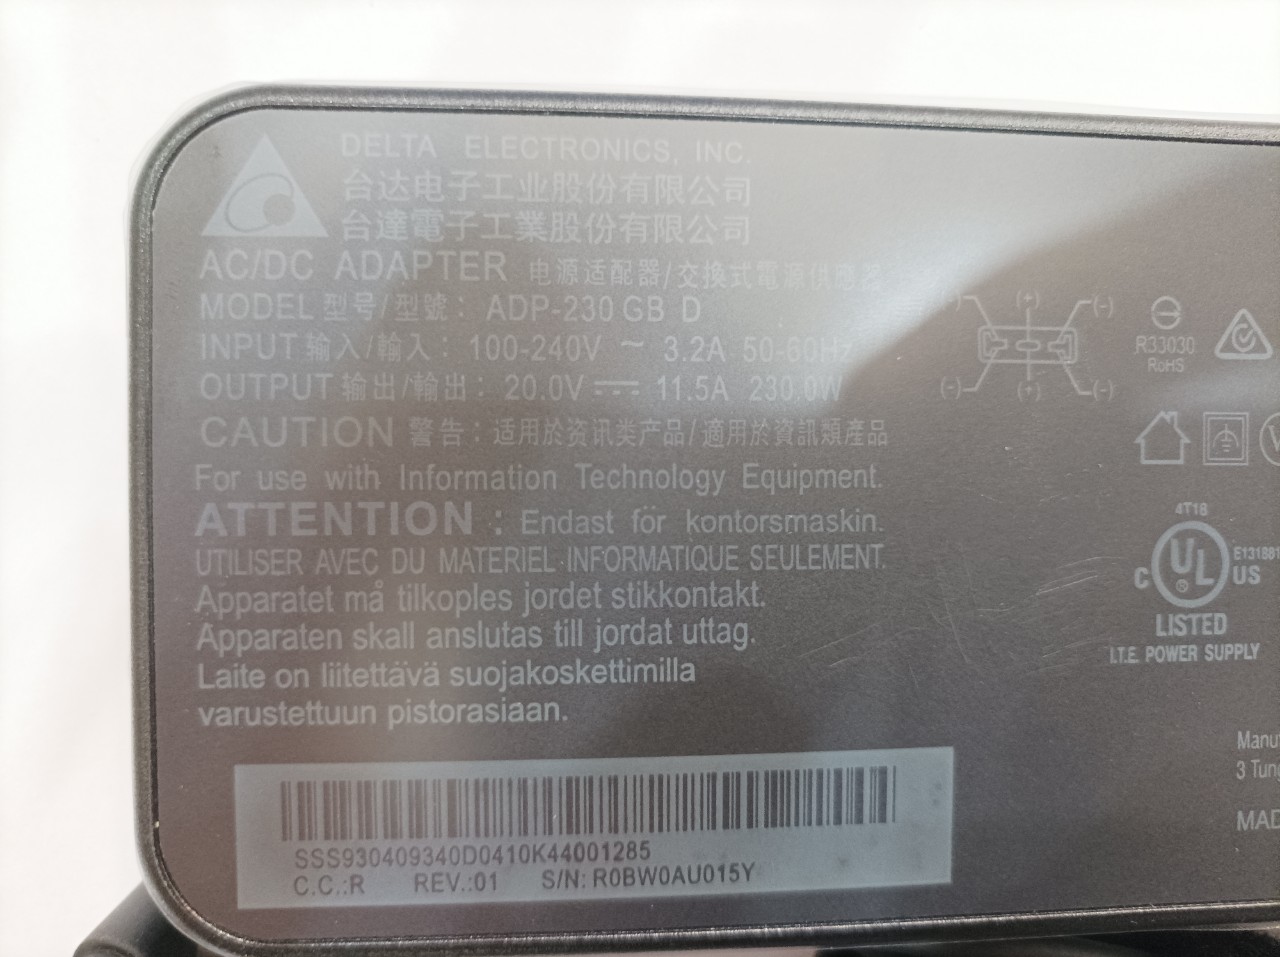 DELTA ELECTRONICS, INC.
台达电子工业股份有限公司
台達電子工業股份有限公司
AC/DC ADAPTER 电源适配器/交換式電源供應器
MODEL 型号/型號: ADP-230 GB D
INPUT 输入/輸入: 100-240V ~ 3.2A 50-60Hz
OUTPUT 输出/輸出: 20.0V ⎓ 11.5A 230.0W
CAUTION 警告: 适用於资讯类产品/適用於資訊類產品
For use with Information Technology Equipment.
ATTENTION : Endast för kontorsmaskin.
UTILISER AVEC DU MATERIEL INFORMATIQUE SEULEMENT.
Apparatet må tilkoples jordet stikkontakt.
Apparaten skall anslutas till jordat uttag.
Laite on liitettävä suojakoskettimilla
varustettuun pistorasiaan.
SSS930409340D0410K44001285
C.C.:R REV.:01 S/N: R0BW0AU015Y
(-) (+) (-)
(-) (+) (-)
R33030
RoHS
4T18
C UL US
®
E131881
LISTED
I.T.E. POWER SUPPLY
Manu
3 Tung
MAD